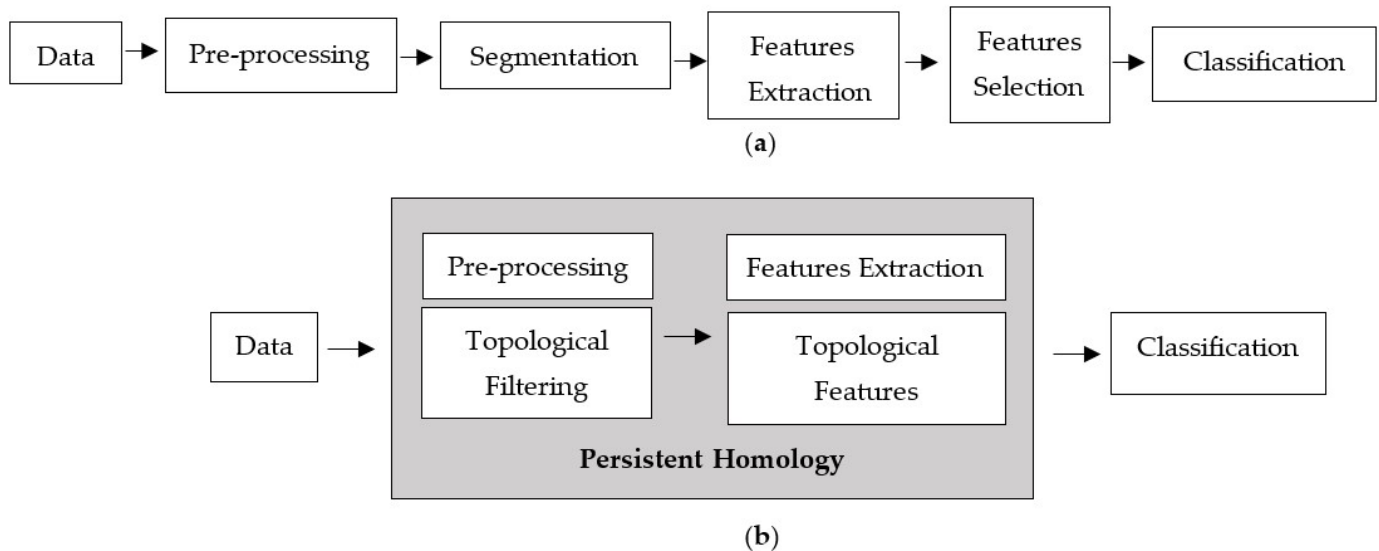 Data
Pre-processing
Segmentation
Features
Extraction
Features
Selection
Classification
(a)
Data
Pre-processing
Topological
Filtering
Features Extraction
Topological
Features
Persistent Homology
Classification
(b)